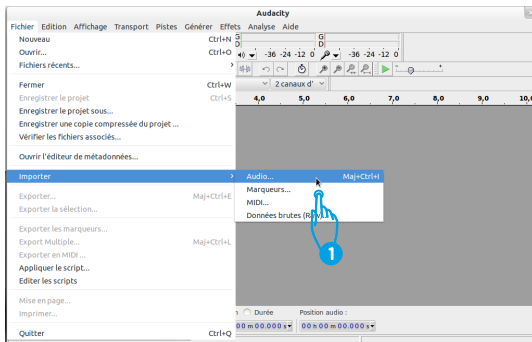 Audacity
Fichier Edition Affichage Transport Pistes Générer Effets Analyse Aide
Nouveau Ctrl+N
Ouvrir... Ctrl+O
Fichiers récents...
Fermer Ctrl+W
Enregistrer le projet Ctrl+S
Enregistrer le projet sous...
Enregistrer une copie compressée du projet ...
Vérifier les fichiers associés...
Ouvrir l'éditeur de métadonnées...
Importer
Exporter... Maj+Ctrl+E
Exporter la sélection...
Exporter les marqueurs...
Export Multiple... Maj+Ctrl+L
Exporter en MIDI ...
Appliquer le script...
Editer les scripts
Mise en page...
Imprimer...
Quitter Ctrl+Q
Audio... Maj+Ctrl+I
Marqueurs...
MIDI...
Données brutes
1
G G
D D
-36 -24 -12 0 -36 -24 -12 0
2 canaux d'
4,0 5,0 6,0 7,0 8,0 9,0 10,
Durée Position audio :
00 m 00.000 s 00 h 00 m 00.000 s